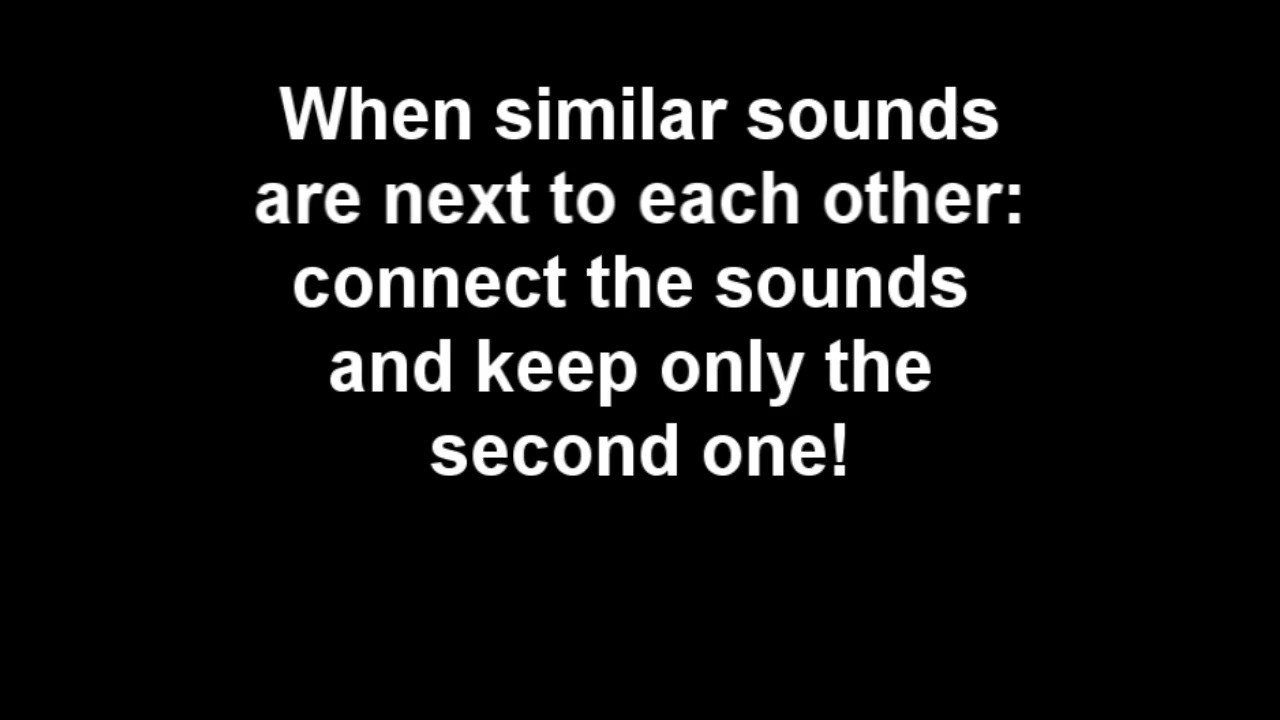 When similar sounds
are next to each other:
connect the sounds
and keep only the
second one!